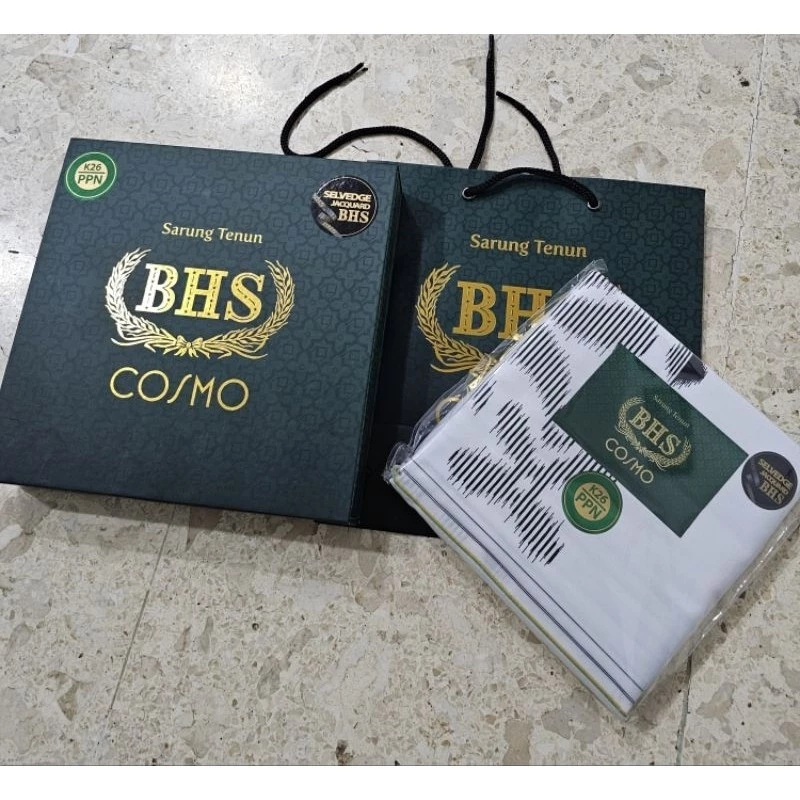 K26
PPN
SELVEDGE
JACQUARD
BHS
Sarung Tenun
BHS
COSMO
Sarung Tenun
BH
Sarung Tenun
BHS
COSMO
K26
PPN
SELVEDGE
JACQUARD
BHS